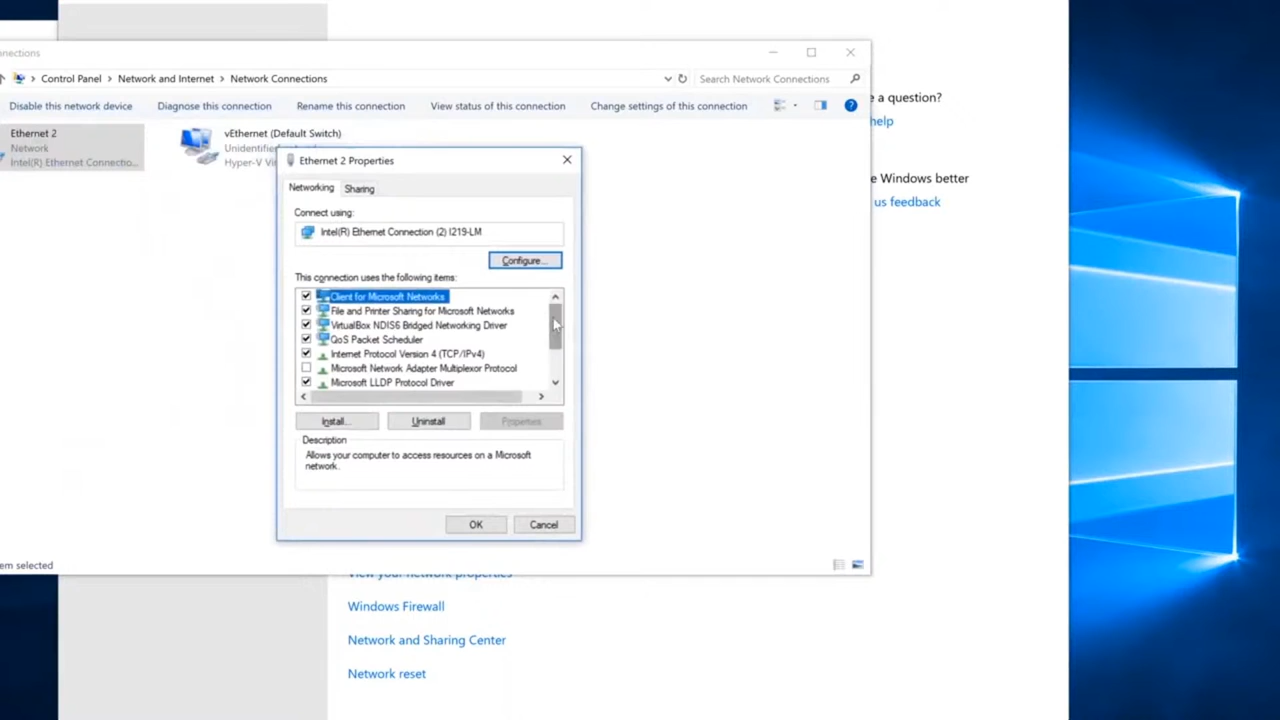 Control Panel > Network and Internet > Network Connections
Search Network Connections
Disable this network device
Diagnose this connection
Rename this connection
View status of this connection
Change settings of this connection
?
a question?
help
Windows better
us feedback
Ethernet 2
Network
Intel(R) Ethernet Connectio...
vEthernet (Default Switch)
Hyper-V
Ethernet 2 Properties
Networking
Sharing
Connect using:
Intel(R) Ethernet Connection (2) I219-LM
Configure...
This connection uses the following items:
Client for Microsoft Networks
File and Printer Sharing for Microsoft Networks
VirtualBox NDIS6 Bridged Networking Driver
QoS Packet Scheduler
Internet Protocol Version 4 (TCP/IPv4)
Microsoft Network Adapter Multiplexor Protocol
Microsoft LLDP Protocol Driver
Install...
Uninstall
Properties
Description
Allows your computer to access resources on a Microsoft
network.
OK
Cancel
selected
View your network properties
Windows Firewall
Network and Sharing Center
Network reset